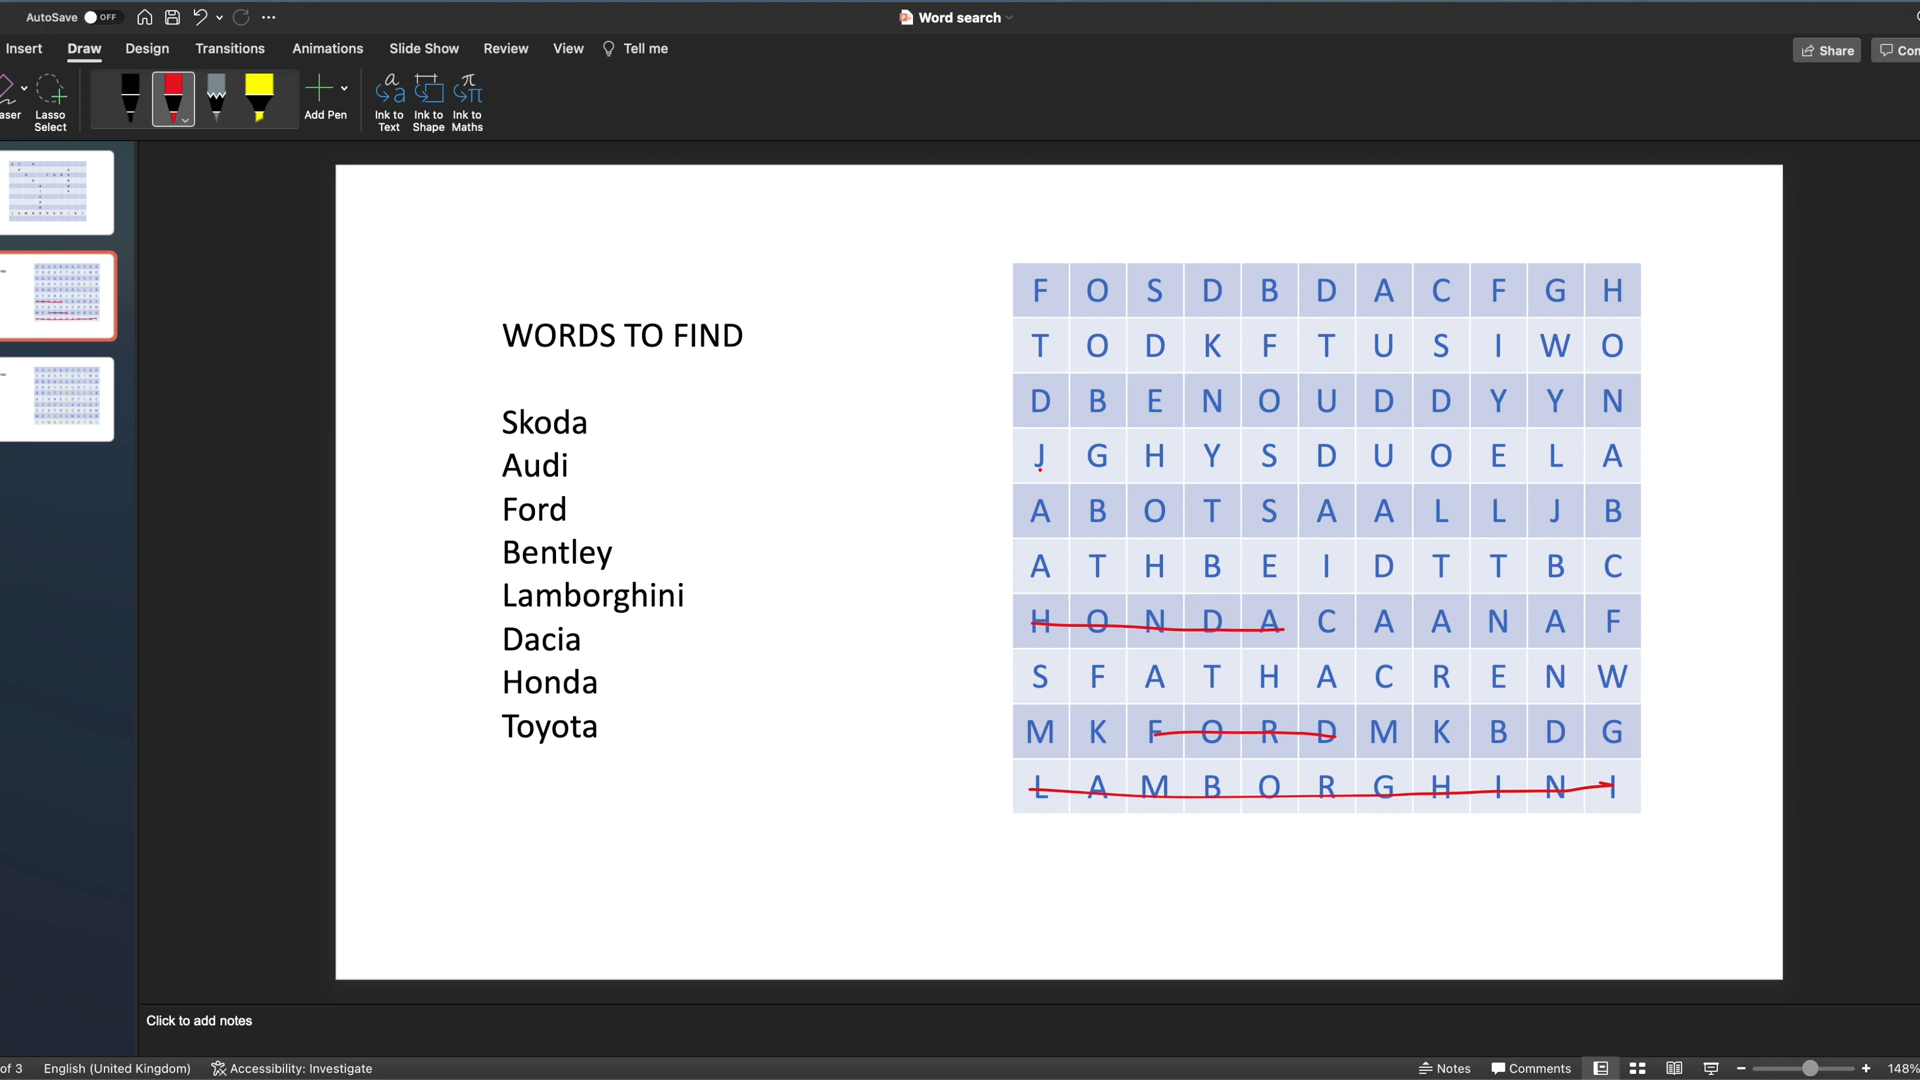 AutoSave OFF
Word search
Insert Draw Design Transitions Animations Slide Show Review View Tell me
Share
Lasso Select
Add Pen
Ink to Text
Ink to Shape
Ink to Maths
WORDS TO FIND
Skoda
Audi
Ford
Bentley
Lamborghini
Dacia
Honda
Toyota
F O S D B D A C F G H
T O D K F T U S I W O
D B E N O U D D Y Y N
J G H Y S D U O E L A
A B O T S A A L L J B
A T H B E I D T T B C
H O N D A C A A N A F
S F A T H A C R E N W
M K F O R D M K B D G
L A M B O R G H I N I
Click to add notes
of 3 English (United Kingdom) Accessibility: Investigate
Notes Comments 148%